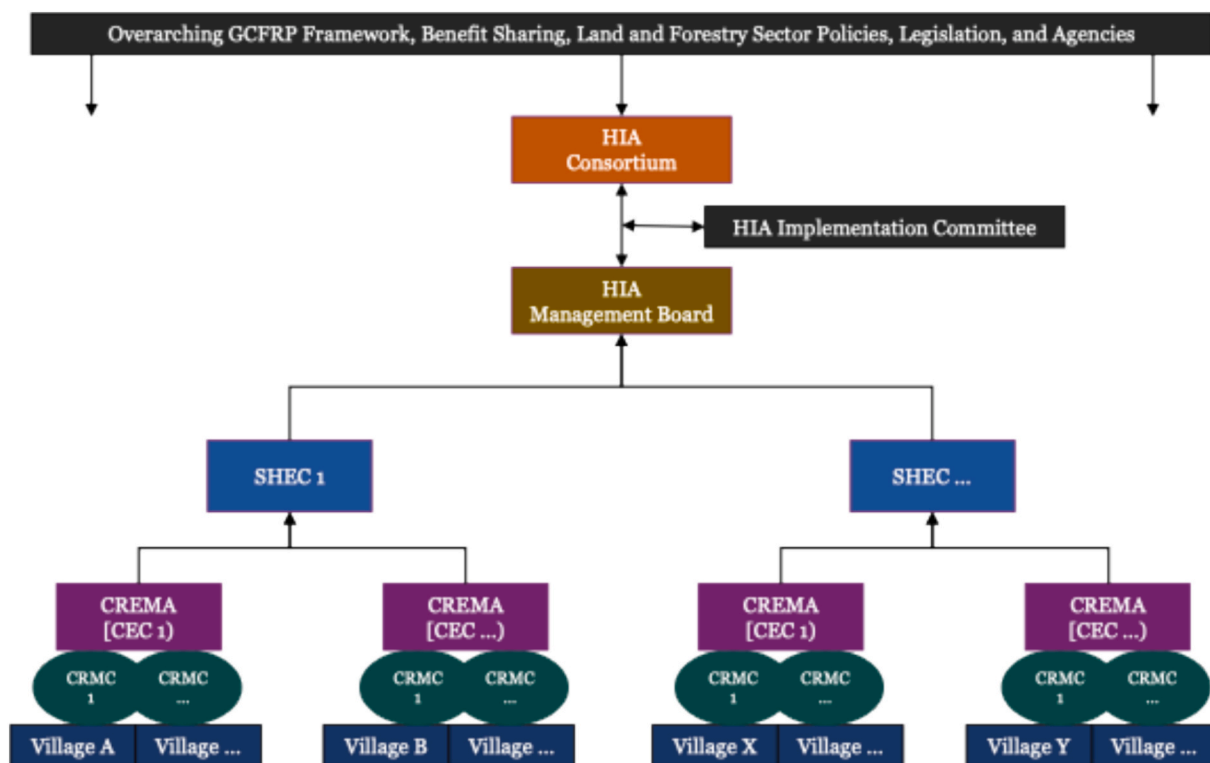 Overarching GCFRP Framework, Benefit Sharing, Land and Forestry Sector Policies, Legislation, and Agencies
HIA
Consortium
HIA Implementation Committee
HIA
Management Board
SHEC 1
SHEC ...
CREMA
[CEC 1)
CREMA
[CEC ...)
CREMA
[CEC 1)
CREMA
[CEC ...)
CRMC
1
CRMC
...
CRMC
1
CRMC
...
CRMC
1
CRMC
...
CRMC
1
CRMC
...
Village A
Village ...
Village B
Village ...
Village X
Village ...
Village Y
Village ...